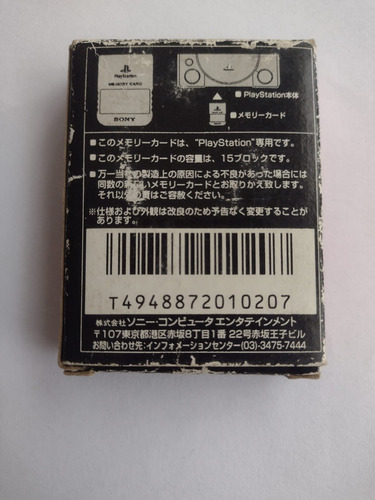 PlayStation
MEMORY CARD
SONY
■PlayStation本体
■メモリーカード
■このメモリーカードは、"PlayStation"専用です。
■このメモリーカードの容量は、15ブロックです。
■万一当社の製造上の原因による不良があった場合には
同数の新しいメモリーカードとお取りかえ致します。
それ以外の責はご容赦ください。
※仕様および外観は改良のため予告なく変更することが
あります。
T4948872010207
株式会社ソニー・コンピュータエンタテインメント
〒107東京都港区赤坂8丁目1番 22号赤坂王子ビル
お問い合わせ先:インフォメーションセンター(03)3475-7444